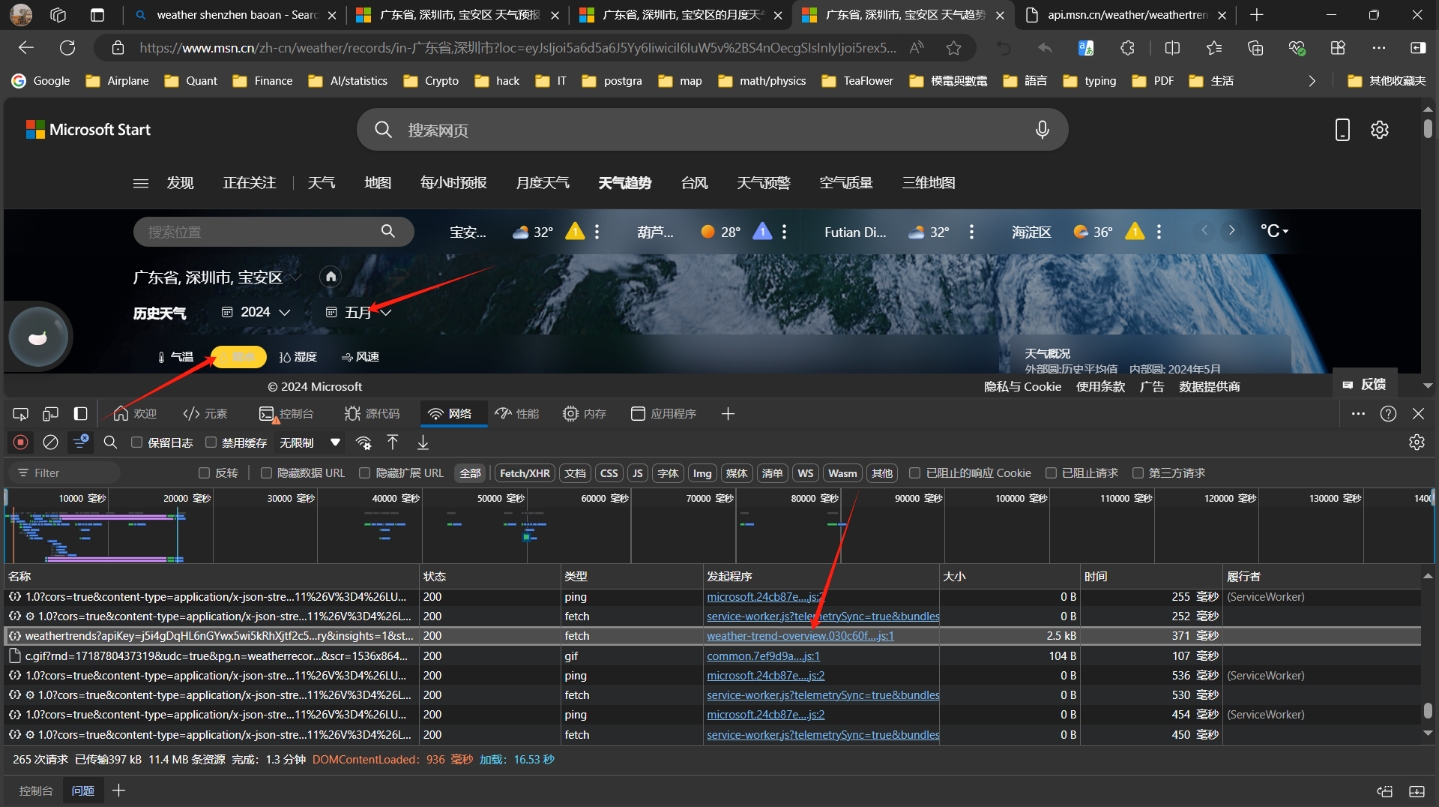 weather shenzhen baoan - Searc
广东省, 深圳市, 宝安区 天气预报
广东省, 深圳市, 宝安区的月度天气
广东省, 深圳市, 宝安区 天气趋势
api.msn.cn/weather/weathertren
https://www.msn.cn/zh-cn/weather/records/in-广东省,深圳市?loc=eyJsIjoi5a6d5a6J5Yy6IiwiciI6IuW5v%2BS4nOecgSIsInIyIjoi5rex5...
Google Airplane Quant Finance AI/statistics Crypto hack IT postgra map math/physics TeaFlower 模電與數電 語言 typing PDF 生活 其他收藏夹
Microsoft Start
搜索网页
发现 正在关注 天气 地图 每小时预报 月度天气 天气趋势 台风 天气预警 空气质量 三维地图
搜索位置
宝安... 32° 1 葫芦... 28° 1 Futian Di... 32° 海淀区 36° 1 °C
广东省, 深圳市, 宝安区
历史天气 2024 五月
气温 湿度 风速
天气概况
外部圆:历史平均值 内部圆: 2024年5月
© 2024 Microsoft
隐私与 Cookie 使用条款 广告 数据提供商
反馈
欢迎 元素 控制台 源代码 网络 性能 内存 应用程序
保留日志 禁用缓存 无限制
Filter 反转 隐藏数据 URL 隐藏扩展 URL 全部 Fetch/XHR 文档 CSS JS 字体 Img 媒体 清单 WS Wasm 其他 已阻止的响应 Cookie 已阻止请求 第三方请求
10000 毫秒 20000 毫秒 30000 毫秒 40000 毫秒 50000 毫秒 60000 毫秒 70000 毫秒 80000 毫秒 90000 毫秒 100000 毫秒 110000 毫秒 120000 毫秒 130000 毫秒 1400
名称 状态 类型 发起程序 大小 时间 履行者
1.0?cors=true&content-type=application/x-json-stre...11%26V%3D4%26LU... 200 ping microsoft.24cb87e....js:2 0 B 255 毫秒 (ServiceWorker)
1.0?cors=true&content-type=application/x-json-stre...11%26V%3D4%26L... 200 fetch service-worker.js?telemetrySync=true&bundles 0 B 252 毫秒
weathertrends?apiKey=j5i4gDqHL6nGYwx5wi5kRhXjtf2c5...ry&insights=1&st... 200 fetch weather-trend-overview.030c60f....js:1 2.5 kB 371 毫秒
c.gif?rnd=1718780437319&udc=true&pg.n=weatherrecor...&scr=1536x864... 200 gif common.7ef9d9a....js:1 104 B 107 毫秒
1.0?cors=true&content-type=application/x-json-stre...11%26V%3D4%26LU... 200 ping microsoft.24cb87e....js:2 0 B 536 毫秒 (ServiceWorker)
1.0?cors=true&content-type=application/x-json-stre...11%26V%3D4%26L... 200 fetch service-worker.js?telemetrySync=true&bundles 0 B 530 毫秒
1.0?cors=true&content-type=application/x-json-stre...11%26V%3D4%26LU... 200 ping microsoft.24cb87e....js:2 0 B 454 毫秒 (ServiceWorker)
1.0?cors=true&content-type=application/x-json-stre...11%26V%3D4%26L... 200 fetch service-worker.js?telemetrySync=true&bundles 0 B 450 毫秒
265 次请求 已传输397 kB 11.4 MB 条资源 完成：1.3 分钟 DOMContentLoaded：936 毫秒 加载：16.53 秒
控制台 问题